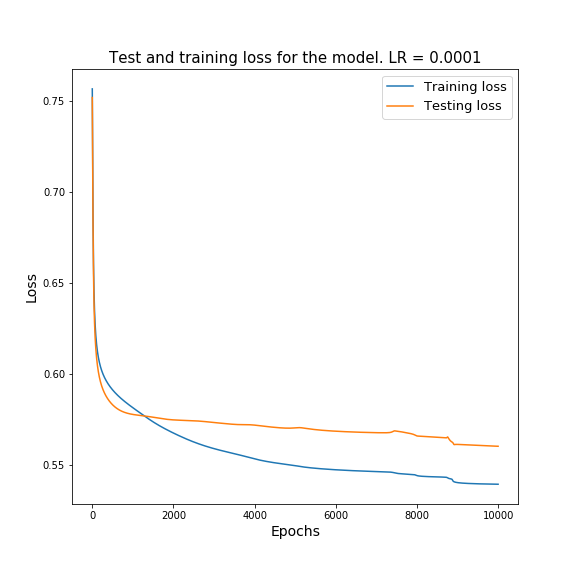 Test and training loss for the model. LR = 0.0001
Training loss
Testing loss
0.75
0.70
0.65
0.60
0.55
Loss
0
2000
4000
6000
8000
10000
Epochs